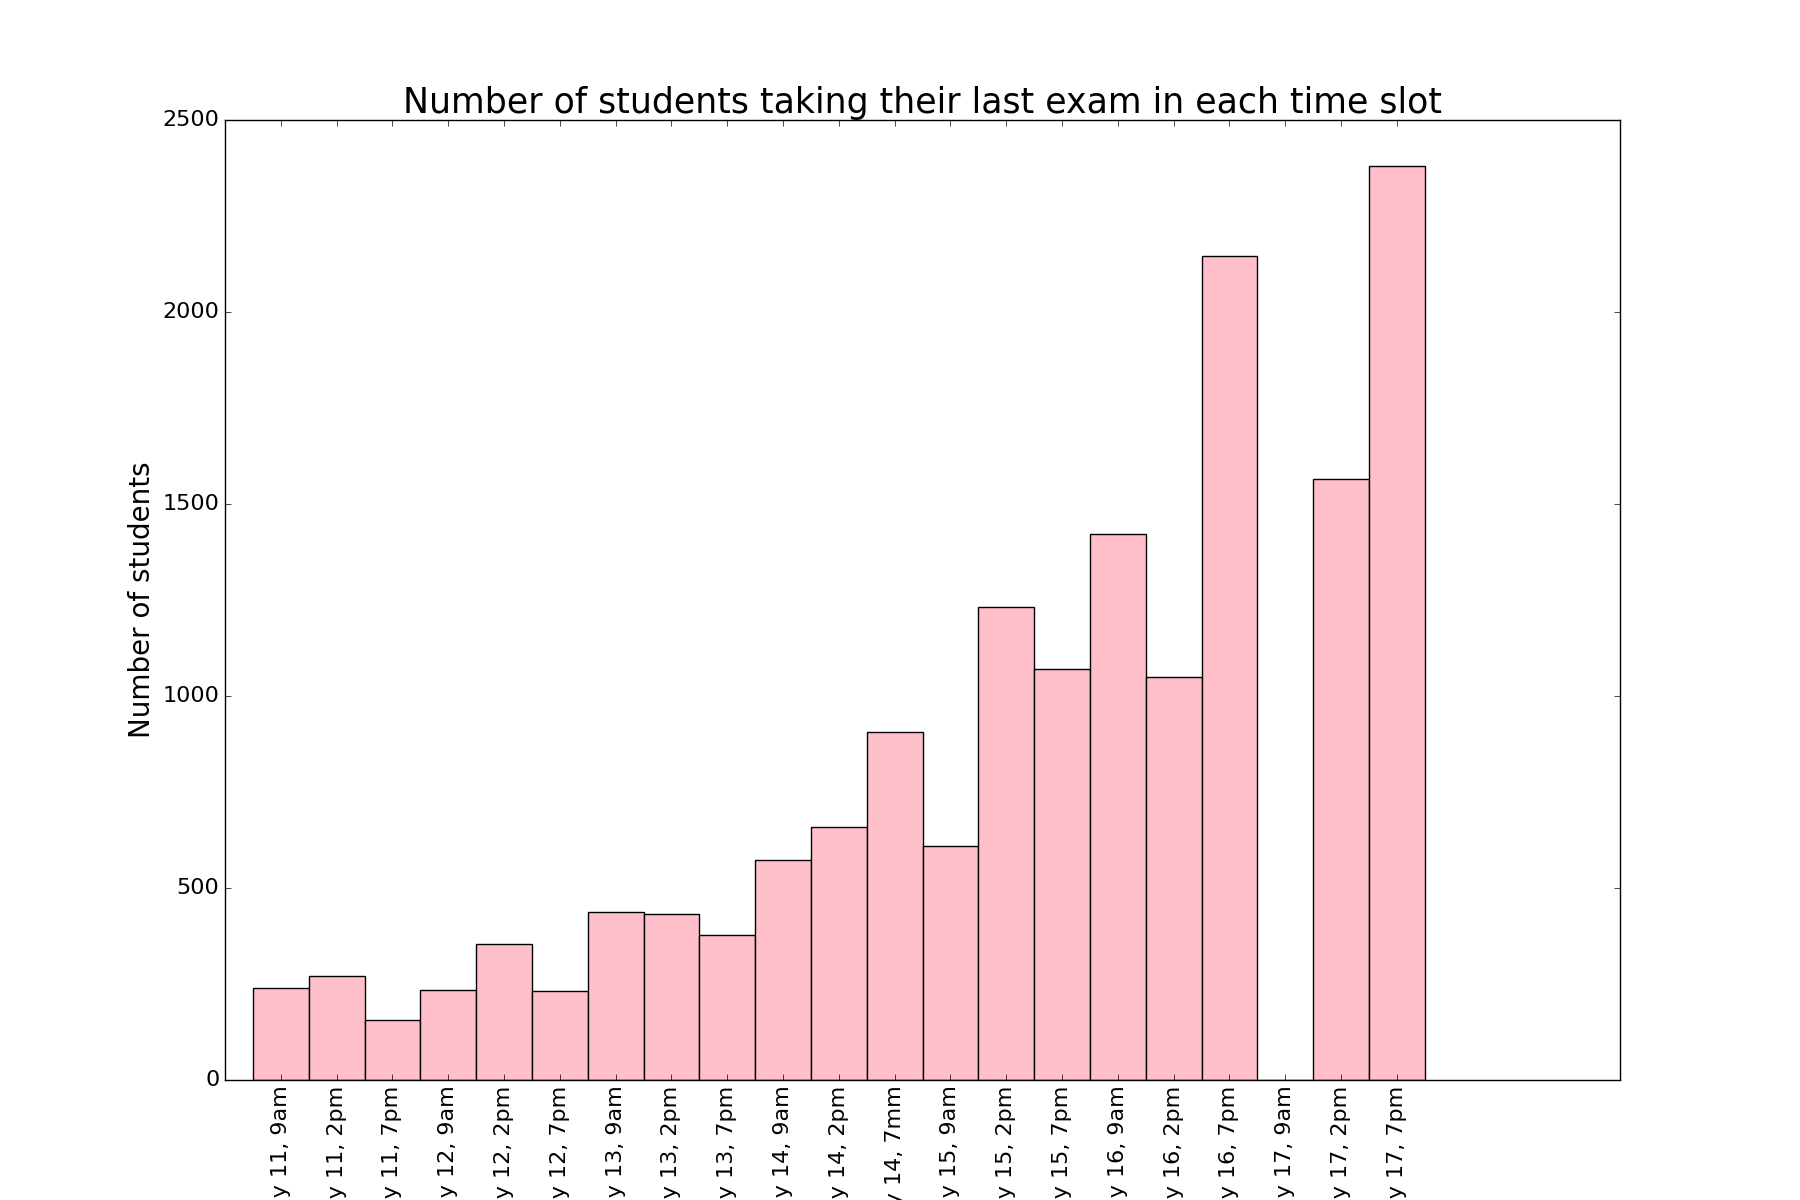 Number of students taking their last exam in each time slot
Number of students
2500
2000
1500
1000
500
0
y 11, 9am
y 11, 2pm
y 11, 7pm
y 12, 9am
y 12, 2pm
y 12, 7pm
y 13, 9am
y 13, 2pm
y 13, 7pm
y 14, 9am
y 14, 2pm
y 14, 7mm
y 15, 9am
y 15, 2pm
y 15, 7pm
y 16, 9am
y 16, 2pm
y 16, 7pm
y 17, 9am
y 17, 2pm
y 17, 7pm